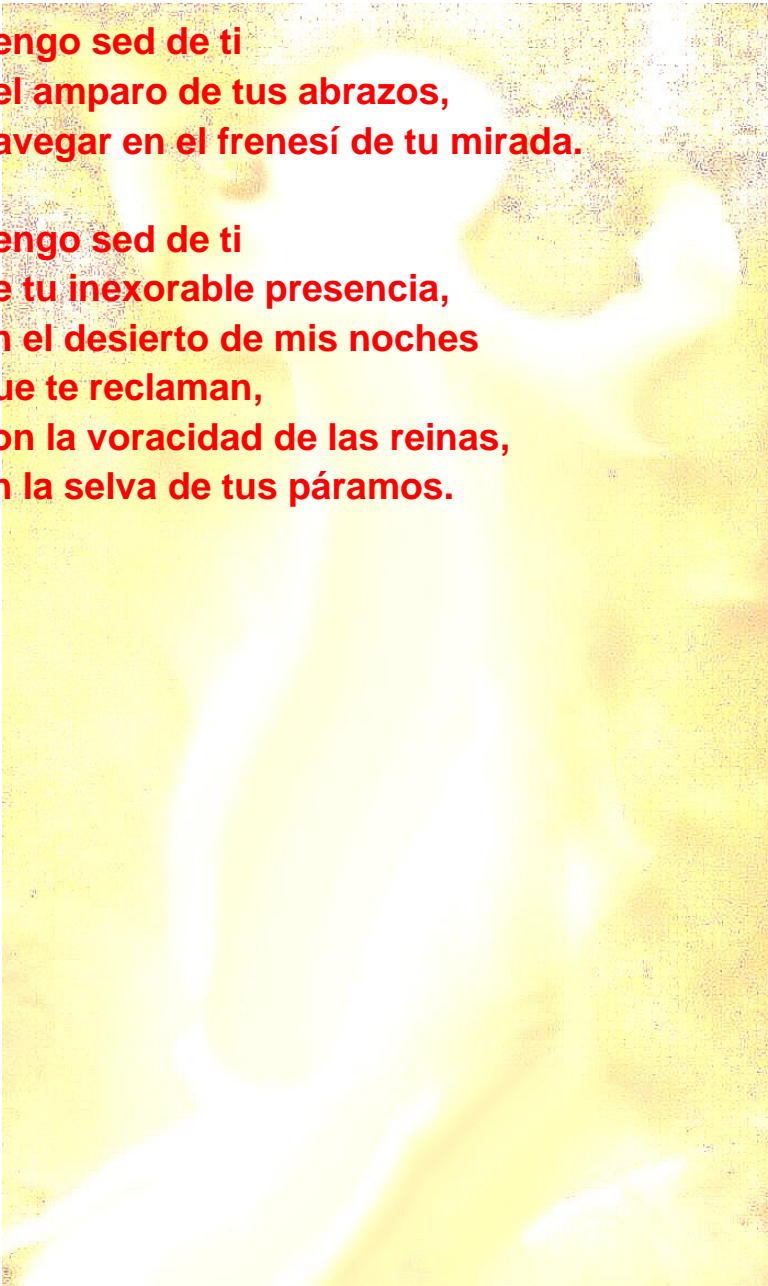 engo sed de ti
el amparo de tus abrazos,
avegar en el frenesí de tu mirada.
engo sed de ti
e tu inexorable presencia,
n el desierto de mis noches
ue te reclaman,
on la voracidad de las reinas,
n la selva de tus páramos.